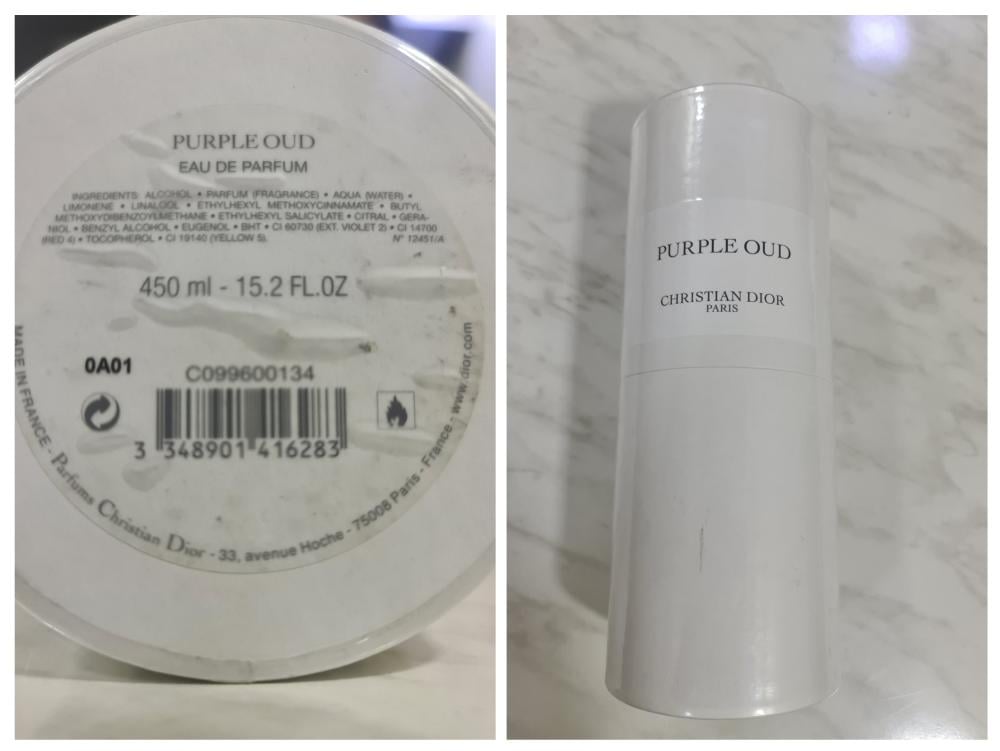 PURPLE OUD
EAU DE PARFUM
INGREDIENTS: ALCOHOL • PARFUM (FRAGRANCE) • AQUA (WATER) •
LIMONENE • LINALOOL • ETHYLHEXYL METHOXYCINNAMATE • BUTYL
METHOXYDIBENZOYLMETHANE • ETHYLHEXYL SALICYLATE • CITRAL • GERA-
NIOL • BENZYL ALCOHOL • EUGENOL • BHT • CI 60730 (EXT. VIOLET 2) • CI 14700
(RED 4) • TOCOPHEROL • CI 19140 (YELLOW 5). N° 12451/A
450 ml - 15.2 FL.OZ
0A01
C099600134
3 348901 416283
MADE IN FRANCE - Parfums Christian Dior - 33, avenue Hoche - 75008 Paris - France - www.dior.com
PURPLE OUD
CHRISTIAN DIOR
PARIS